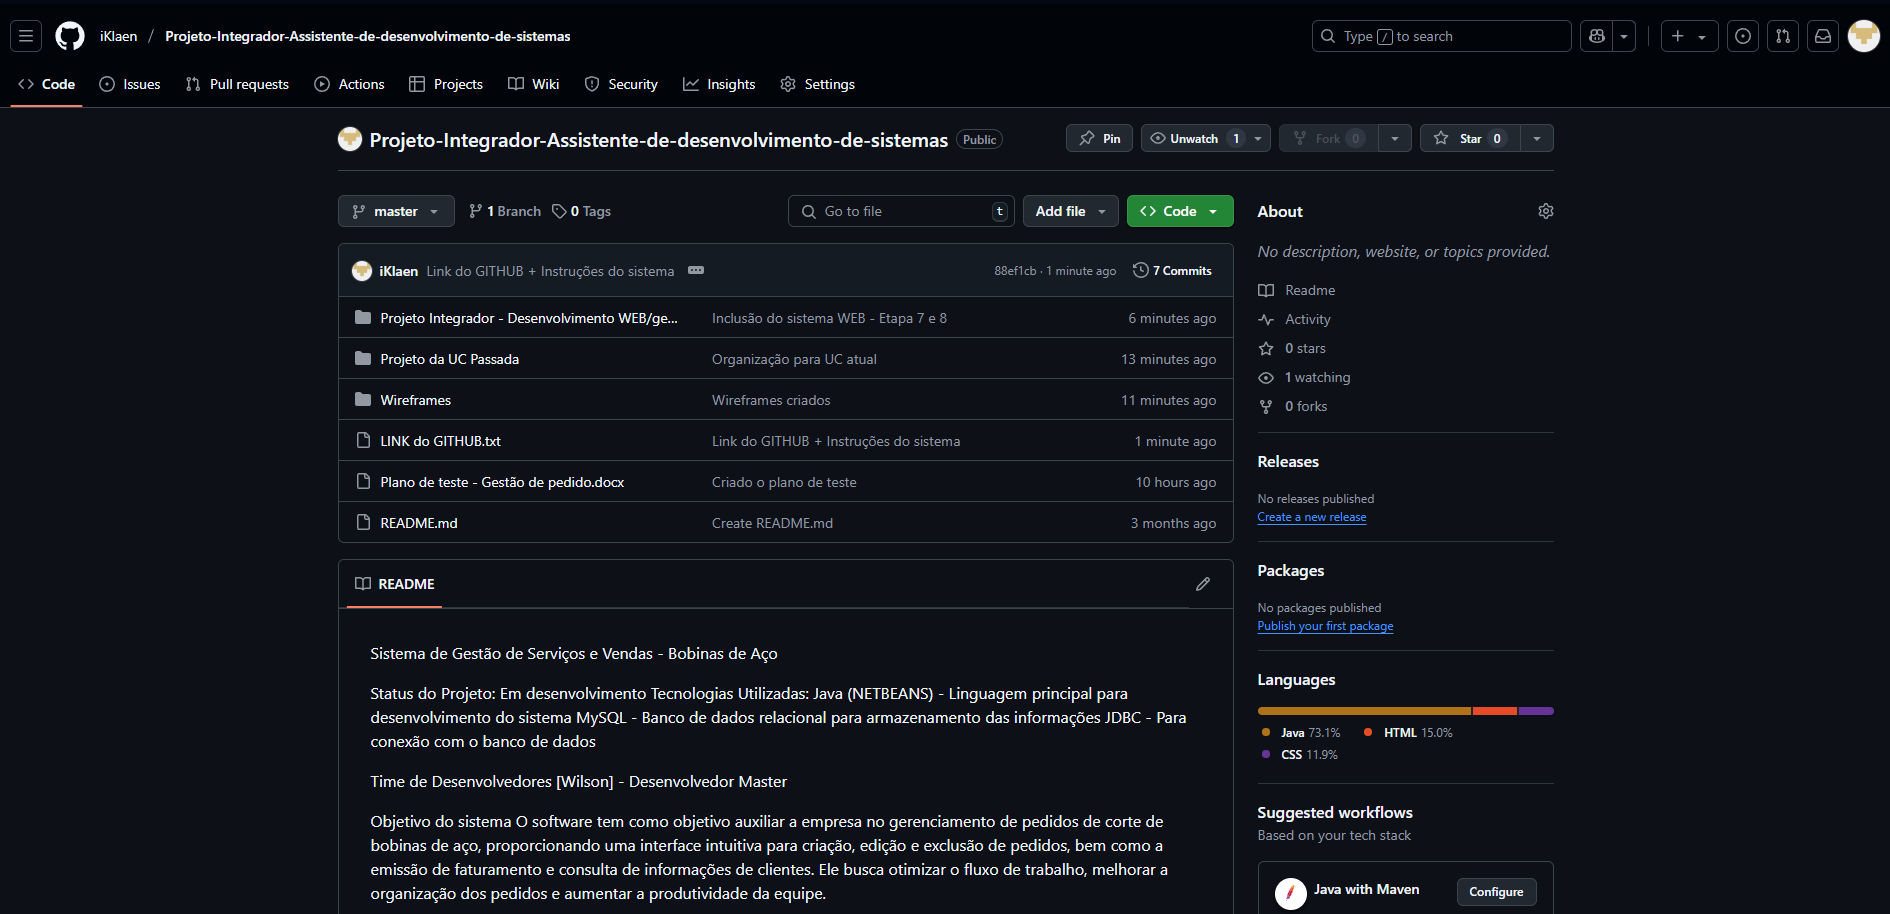 iKlaen / Projeto-Integrador-Assistente-de-desenvolvimento-de-sistemas
Type / to search
Code
Issues
Pull requests
Actions
Projects
Wiki
Security
Insights
Settings
Projeto-Integrador-Assistente-de-desenvolvimento-de-sistemas Public
Pin
Unwatch 1
Fork 0
Star 0
master
1 Branch
0 Tags
Go to file t
Add file
Code
iKlaen Link do GITHUB + Instruções do sistema
88ef1cb · 1 minute ago
7 Commits
Projeto Integrador - Desenvolvimento WEB/ge... Inclusão do sistema WEB - Etapa 7 e 8 6 minutes ago
Projeto da UC Passada Organização para UC atual 13 minutes ago
Wireframes Wireframes criados 11 minutes ago
LINK do GITHUB.txt Link do GITHUB + Instruções do sistema 1 minute ago
Plano de teste - Gestão de pedido.docx Criado o plano de teste 10 hours ago
README.md Create README.md 3 months ago
README
Sistema de Gestão de Serviços e Vendas - Bobinas de Aço
Status do Projeto: Em desenvolvimento Tecnologias Utilizadas: Java (NETBEANS) - Linguagem principal para
desenvolvimento do sistema MySQL - Banco de dados relacional para armazenamento das informações JDBC - Para
conexão com o banco de dados
Time de Desenvolvedores [Wilson] - Desenvolvedor Master
Objetivo do sistema O software tem como objetivo auxiliar a empresa no gerenciamento de pedidos de corte de
bobinas de aço, proporcionando uma interface intuitiva para criação, edição e exclusão de pedidos, bem como a
emissão de faturamento e consulta de informações de clientes. Ele busca otimizar o fluxo de trabalho, melhorar a
organização dos pedidos e aumentar a produtividade da equipe.
About
No description, website, or topics provided.
Readme
Activity
0 stars
1 watching
0 forks
Releases
No releases published
Create a new release
Packages
No packages published
Publish your first package
Languages
Java 73.1%
HTML 15.0%
CSS 11.9%
Suggested workflows
Based on your tech stack
Java with Maven
Configure